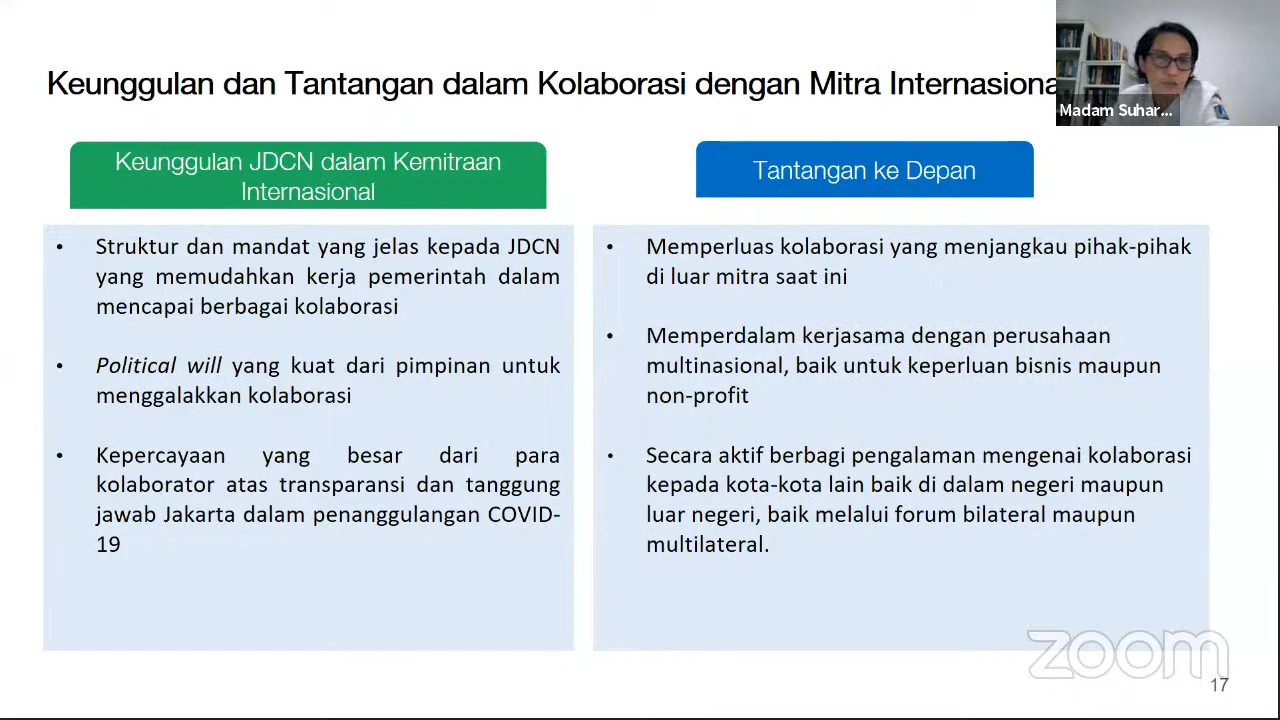 Keunggulan dan Tantangan dalam Kolaborasi dengan Mitra Internasiona
Madam Suhar...
Keunggulan JDCN dalam Kemitraan
Internasional
• Struktur dan mandat yang jelas kepada JDCN
yang memudahkan kerja pemerintah dalam
mencapai berbagai kolaborasi
• Political will yang kuat dari pimpinan untuk
menggalakkan kolaborasi
• Kepercayaan yang besar dari para
kolaborator atas transparansi dan tanggung
jawab Jakarta dalam penanggulangan COVID-
19
Tantangan ke Depan
• Memperluas kolaborasi yang menjangkau pihak-pihak
di luar mitra saat ini
• Memperdalam kerjasama dengan perusahaan
multinasional, baik untuk keperluan bisnis maupun
non-profit
• Secara aktif berbagi pengalaman mengenai kolaborasi
kepada kota-kota lain baik di dalam negeri maupun
luar negeri, baik melalui forum bilateral maupun
multilateral.
zoom
17